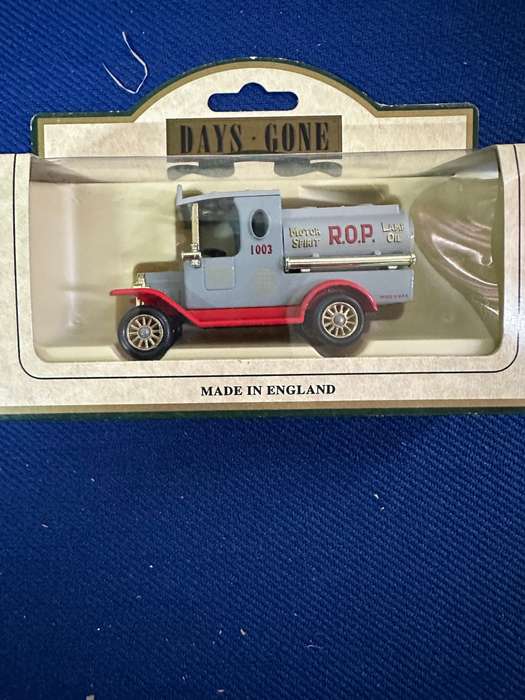 DAYS · GONE
MOTOR SPIRIT
R.O.P.
LAMP OIL
1003
MADE IN ENGLAND